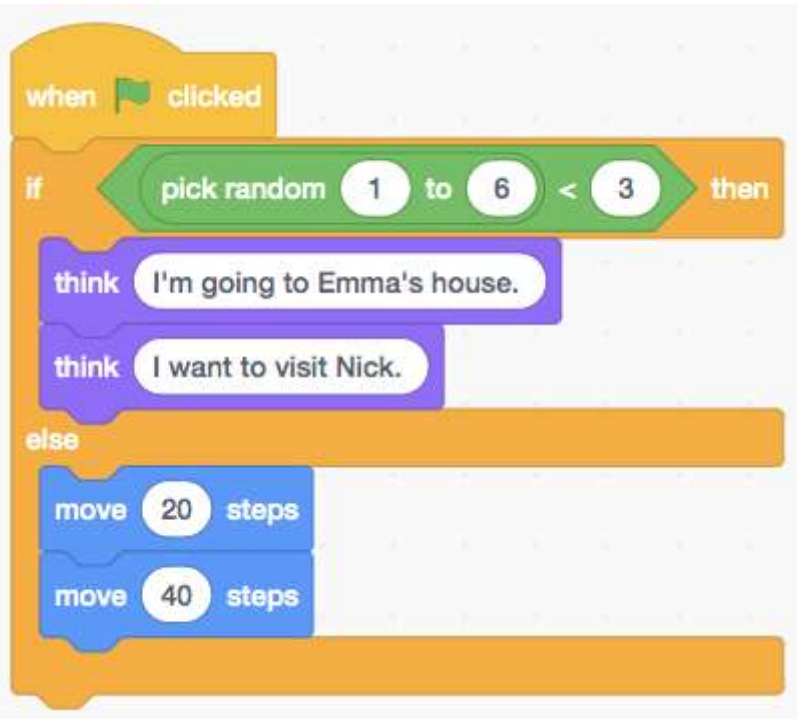 when clicked
if pick random 1 to 6 < 3 then
think I'm going to Emma's house.
think I want to visit Nick.
else
move 20 steps
move 40 steps